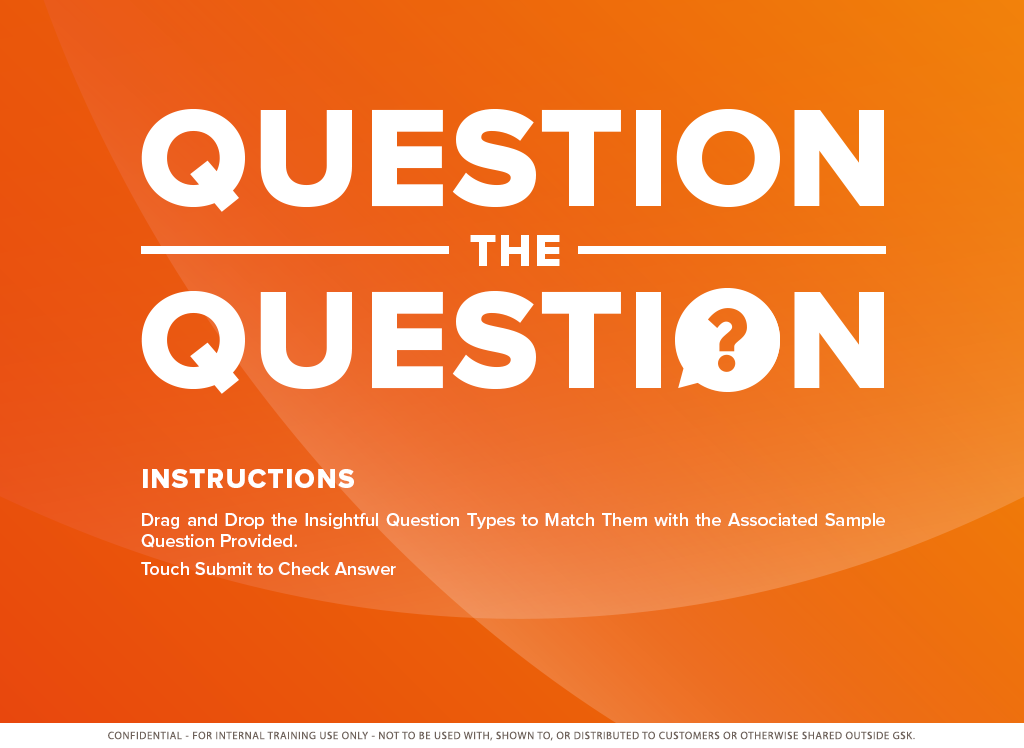 QUESTION
THE
QUESTION
INSTRUCTIONS
Drag and Drop the Insightful Question Types to Match Them with the Associated Sample
Question Provided.
Touch Submit to Check Answer
CONFIDENTIAL - FOR INTERNAL TRAINING USE ONLY - NOT TO BE USED WITH, SHOWN TO, OR DISTRIBUTED TO CUSTOMERS OR OTHERWISE SHARED OUTSIDE GSK.